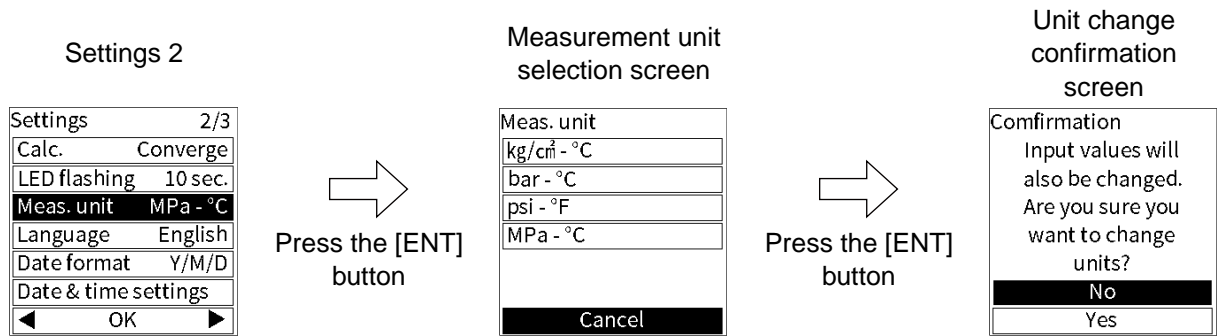 Settings 2
Settings 2/3
Calc. Converge
LED flashing 10 sec.
Meas. unit MPa - °C
Language English
Date format Y/M/D
Date & time settings
◀ OK ▶
Press the [ENT]
button
Measurement unit
selection screen
Meas. unit
kg/c㎡ - °C
bar - °C
psi - °F
MPa - °C
Cancel
Press the [ENT]
button
Unit change
confirmation
screen
Comfirmation
Input values will
also be changed.
Are you sure you
want to change
units?
No
Yes